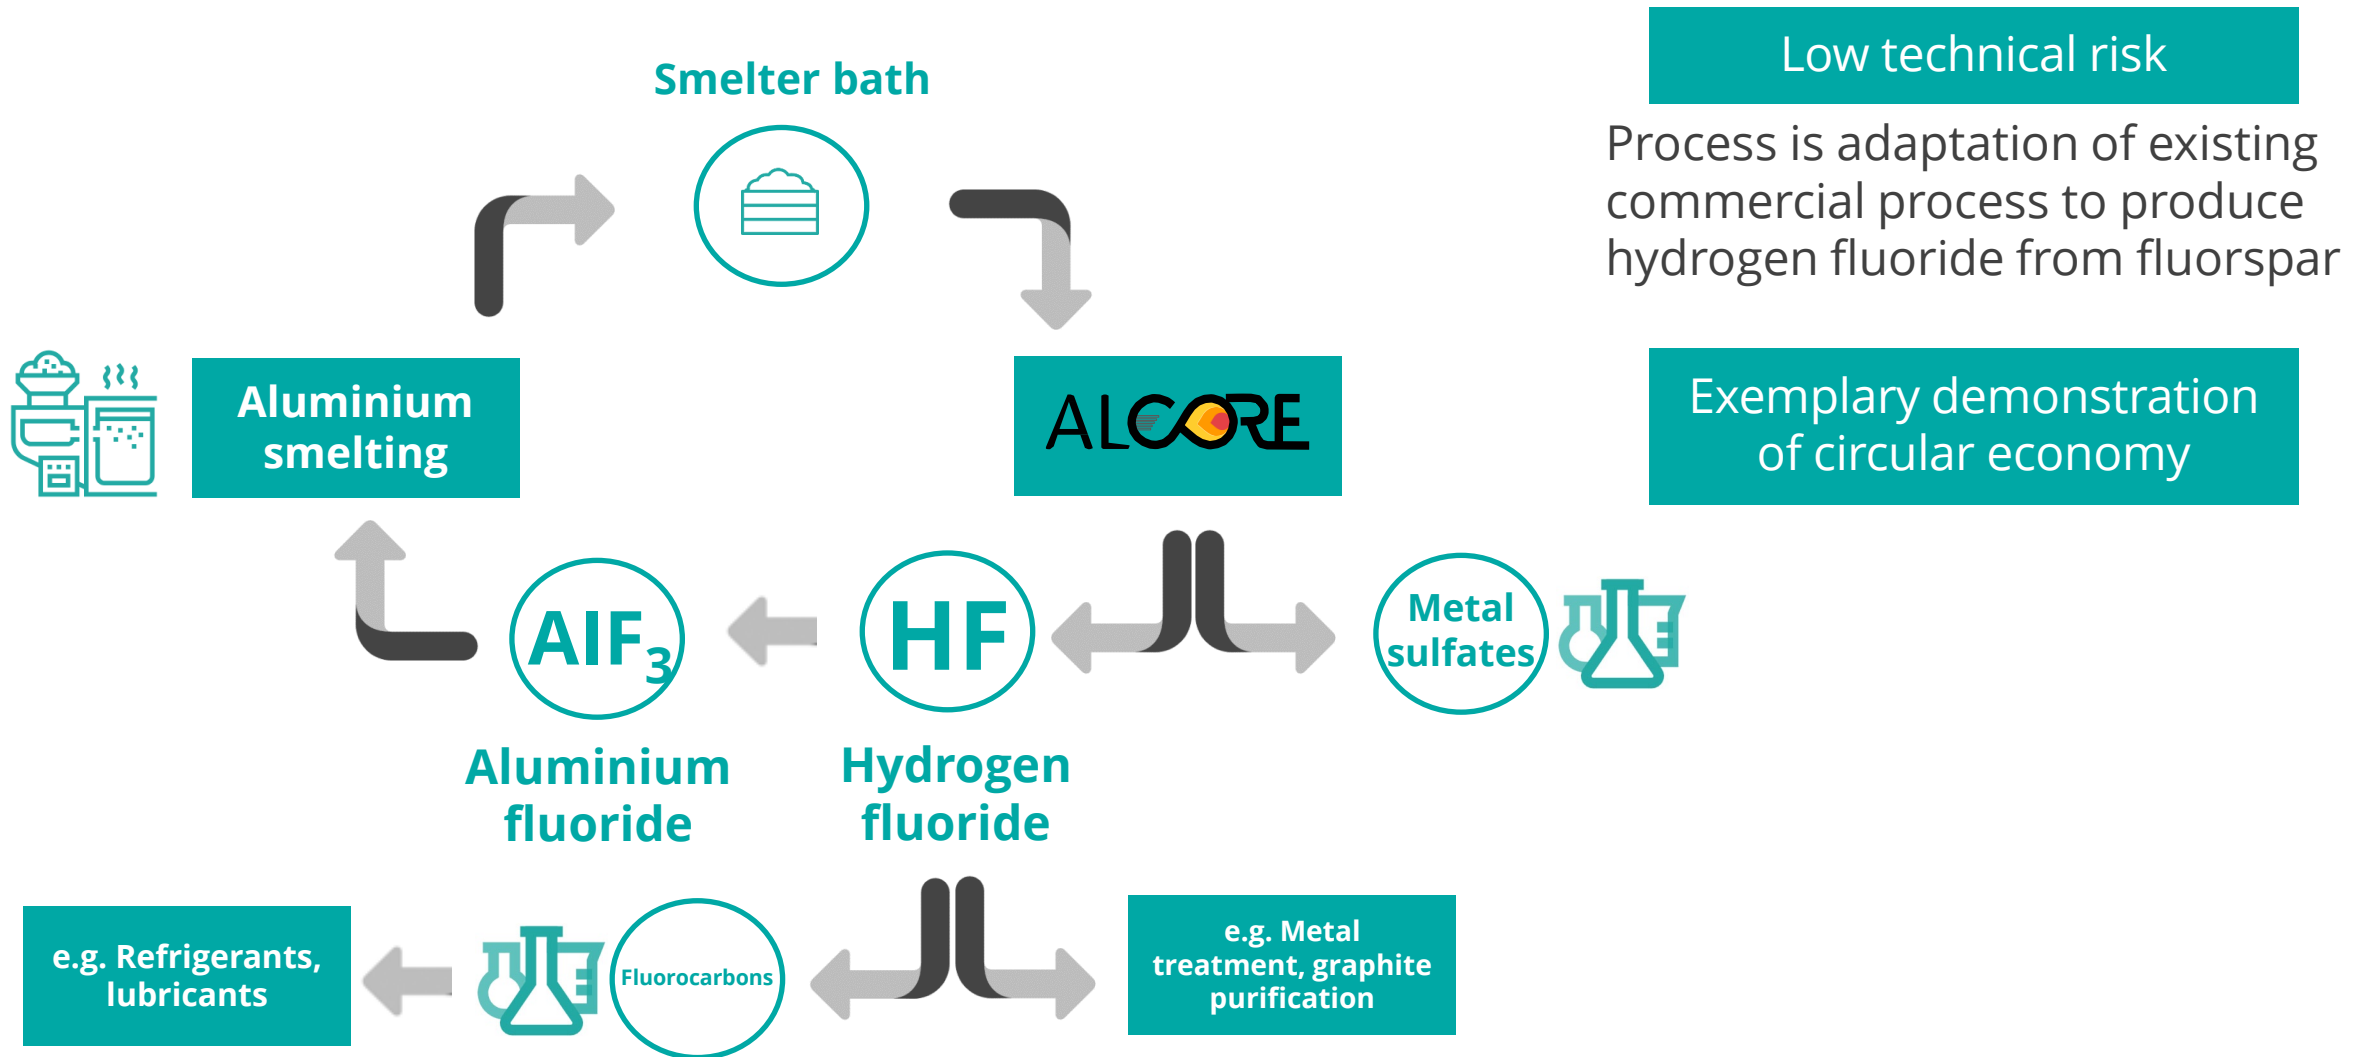 Smelter bath
Low technical risk
Process is adaptation of existing
commercial process to produce
hydrogen fluoride from fluorspar
Aluminium
smelting
ALCORE
Exemplary demonstration
of circular economy
AlF3
HF
Metal
sulfates
Aluminium
fluoride
Hydrogen
fluoride
e.g. Refrigerants,
lubricants
Fluorocarbons
e.g. Metal
treatment, graphite
purification